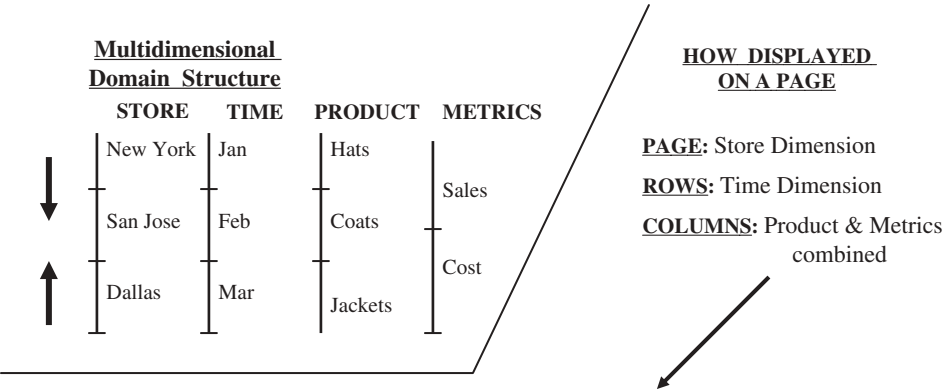 Multidimensional
Domain Structure
STORE TIME PRODUCT METRICS
New York Jan Hats
Sales
San Jose Feb Coats
Cost
Dallas Mar
Jackets
HOW DISPLAYED
ON A PAGE
PAGE: Store Dimension
ROWS: Time Dimension
COLUMNS: Product & Metrics
combined